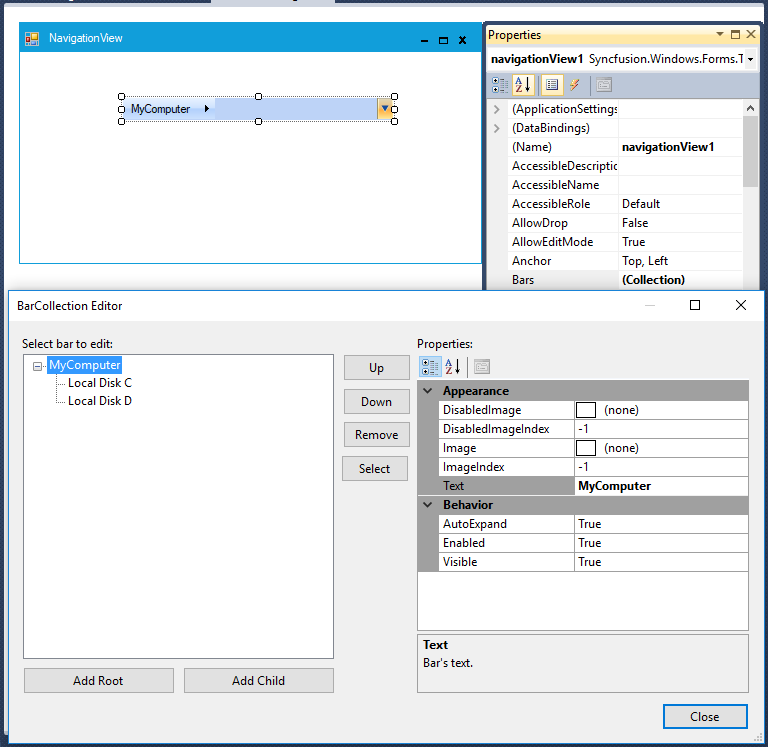 NavigationView
MyComputer
Properties
navigationView1 Syncfusion.Windows.Forms.T
(ApplicationSettings
(DataBindings)
(Name) navigationView1
AccessibleDescriptic
AccessibleName
AccessibleRole Default
AllowDrop False
AllowEditMode True
Anchor Top, Left
Bars (Collection)
BarCollection Editor
Select bar to edit:
MyComputer
Local Disk C
Local Disk D
Up
Down
Remove
Select
Add Root
Add Child
Properties:
Appearance
DisabledImage (none)
DisabledImageIndex -1
Image (none)
ImageIndex -1
Text MyComputer
Behavior
AutoExpand True
Enabled True
Visible True
Text
Bar's text.
Close